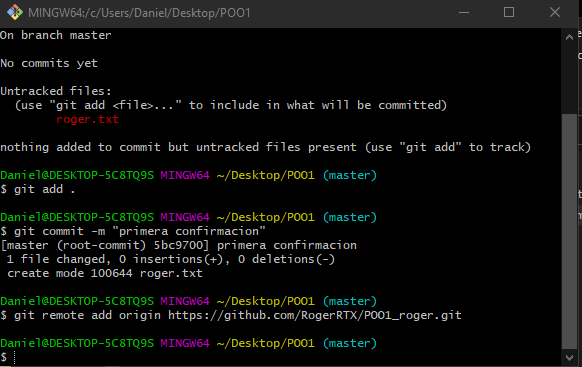 MINGW64:/c/Users/Daniel/Desktop/POO1
On branch master
No commits yet
Untracked files:
(use "git add <file>..." to include in what will be committed)
roger.txt
nothing added to commit but untracked files present (use "git add" to track)
Daniel@DESKTOP-5C8TQ9S MINGW64 ~/Desktop/POO1 (master)
$ git add .
Daniel@DESKTOP-5C8TQ9S MINGW64 ~/Desktop/POO1 (master)
$ git commit -m "primera confirmacion"
[master (root-commit) 5bc9700] primera confirmacion
1 file changed, 0 insertions(+), 0 deletions(-)
create mode 100644 roger.txt
Daniel@DESKTOP-5C8TQ9S MINGW64 ~/Desktop/POO1 (master)
$ git remote add origin https://github.com/RogerRTX/POO1_roger.git
Daniel@DESKTOP-5C8TQ9S MINGW64 ~/Desktop/POO1 (master)
$